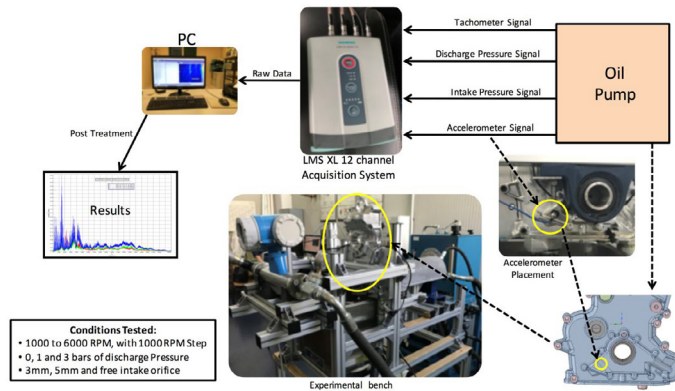 PC
Tachometer Signal
Discharge Pressure Signal
Intake Pressure Signal
Accelerometer Signal
Oil
Pump
Raw Data
Post Treatment
LMS XL 12 channel
Acquisition System
Results
Accelerometer
Placement
Conditions Tested:
• 1000 to 6000 RPM, with 1000 RPM Step
• 0, 1 and 3 bars of discharge Pressure
• 3mm, 5mm and free intake orifice
Experimental bench